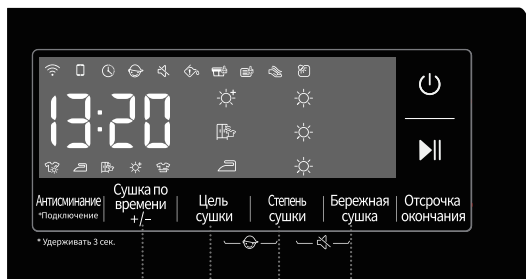 13:20
Антисминание
*Подключение
Сушка по
времени
+/−
Цель
сушки
Степень
сушки
Бережная
сушка
Отсрочка
окончания
* Удерживать 3 сек.